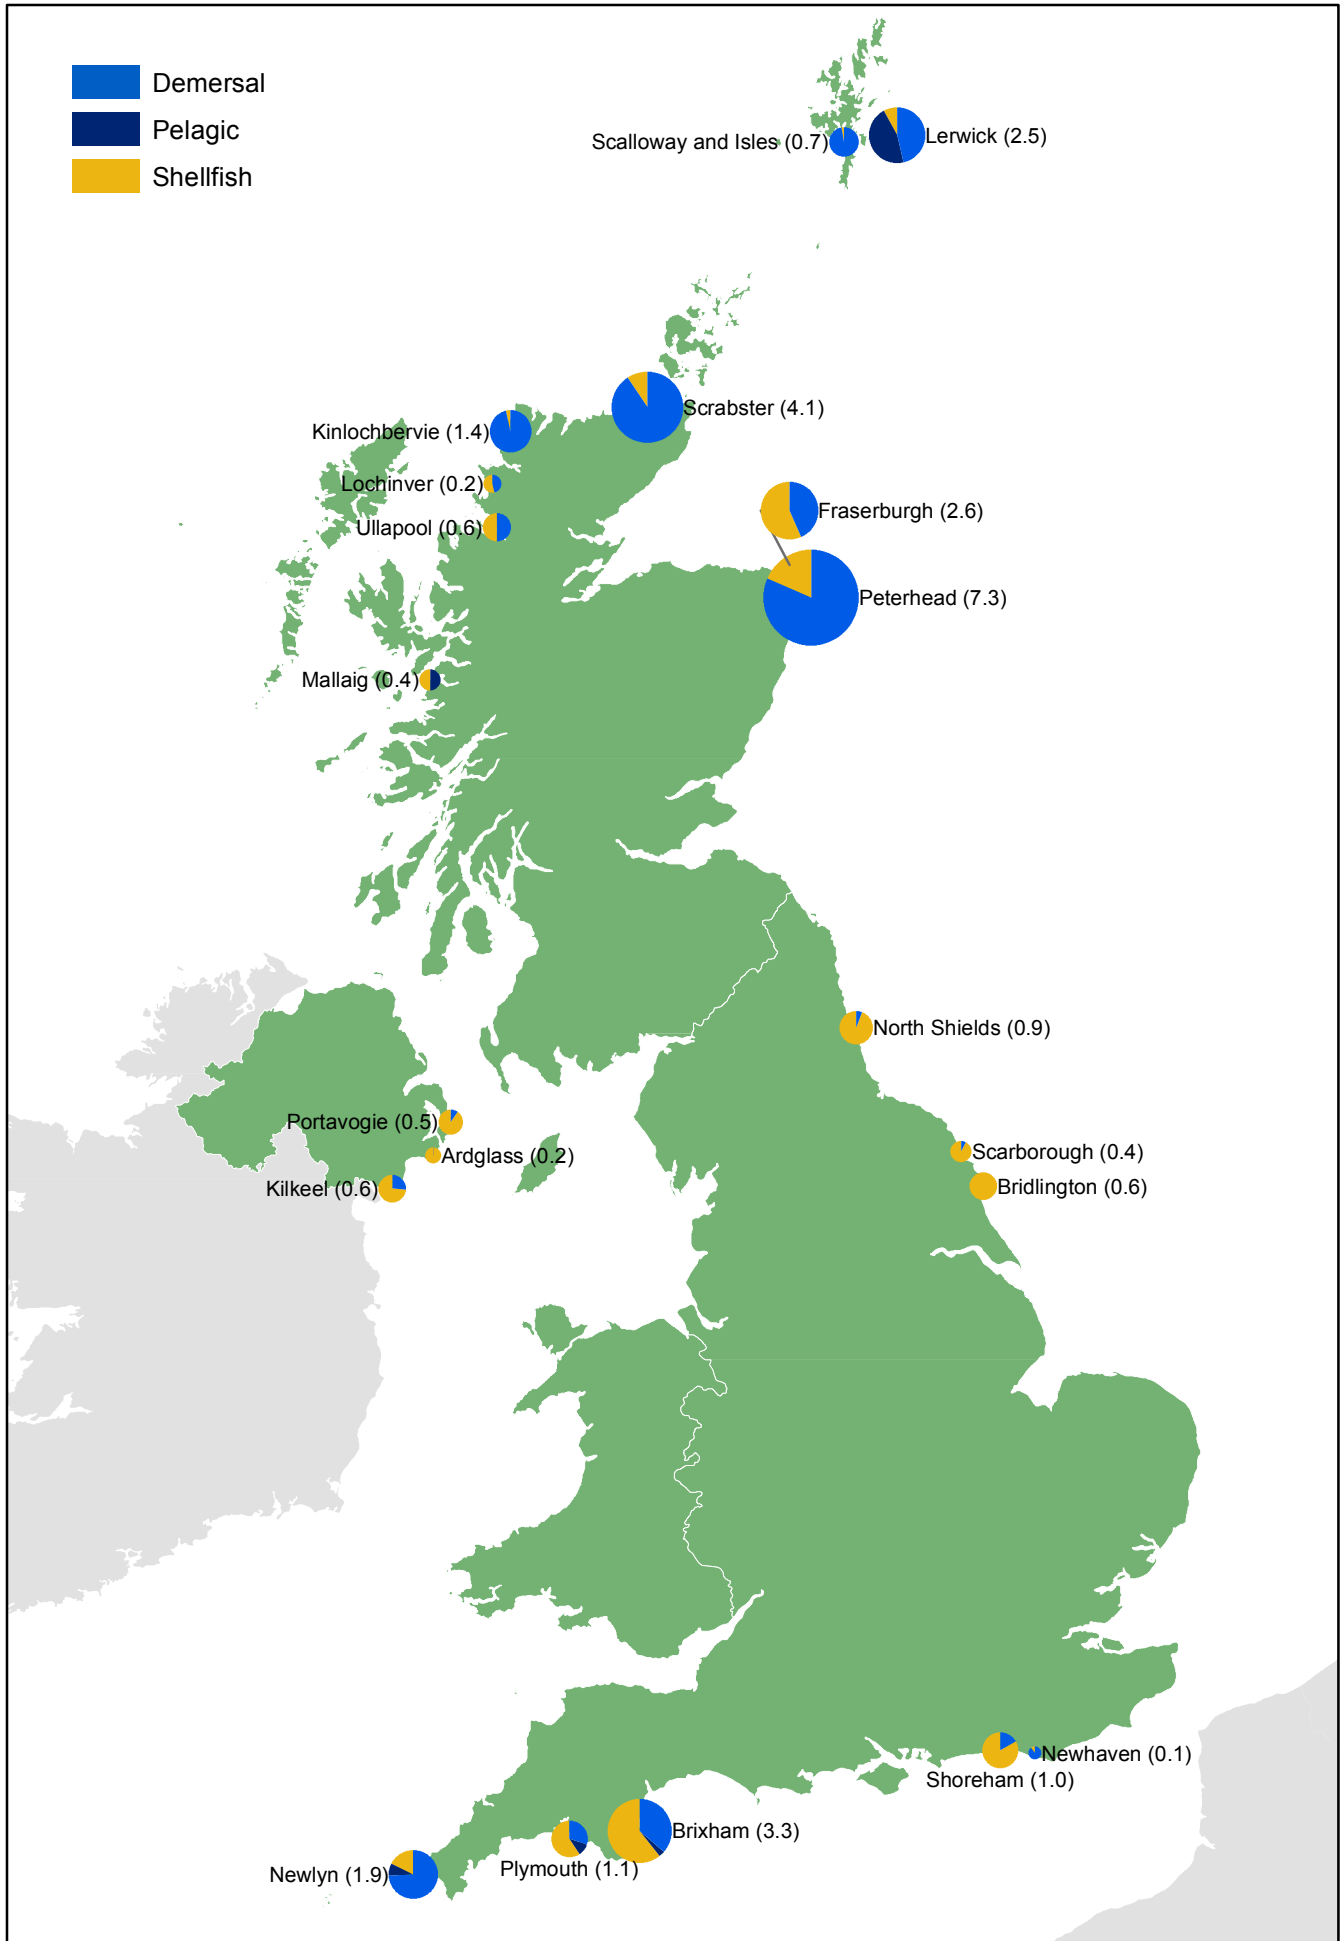 Demersal
Pelagic
Shellfish
Scalloway and Isles (0.7)
Lerwick (2.5)
Scrabster (4.1)
Kinlochbervie (1.4)
Lochinver (0.2)
Ullapool (0.6)
Fraserburgh (2.6)
Peterhead (7.3)
Mallaig (0.4)
North Shields (0.9)
Portavogie (0.5)
Ardglass (0.2)
Kilkeel (0.6)
Scarborough (0.4)
Bridlington (0.6)
Newhaven (0.1)
Shoreham (1.0)
Brixham (3.3)
Plymouth (1.1)
Newlyn (1.9)